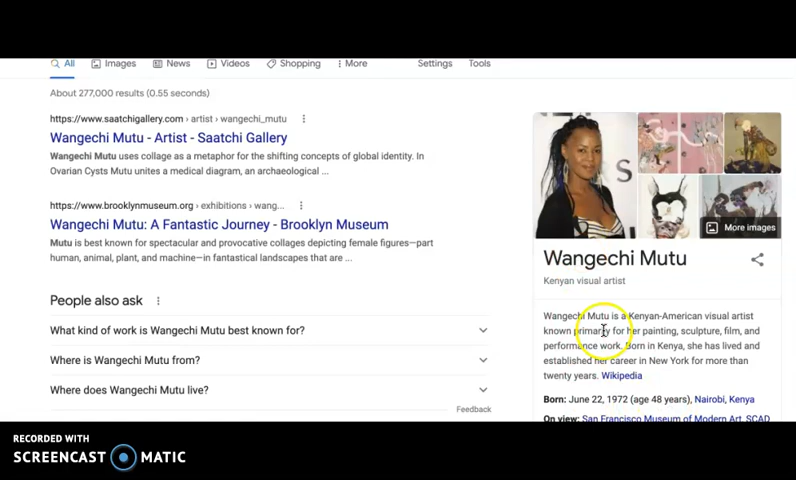 All Images News Videos Shopping More Settings Tools
About 277,000 results (0.55 seconds)
https://www.saatchigallery.com › artist › wangechi_mutu
Wangechi Mutu - Artist - Saatchi Gallery
Wangechi Mutu uses collage as a metaphor for the shifting concepts of global identity. In
Ovarian Cysts Mutu unites a medical diagram, an archaeological ...
https://www.brooklynmuseum.org › exhibitions › wang...
Wangechi Mutu: A Fantastic Journey - Brooklyn Museum
Mutu is best known for spectacular and provocative collages depicting female figures—part
human, animal, plant, and machine—in fantastical landscapes that are ...
People also ask
What kind of work is Wangechi Mutu best known for?
Where is Wangechi Mutu from?
Where does Wangechi Mutu live?
Feedback
S
More images
Wangechi Mutu
Kenyan visual artist
Wangechi Mutu is a Kenyan-American visual artist
known primarily for her painting, sculpture, film, and
performance work. Born in Kenya, she has lived and
established her career in New York for more than
twenty years. Wikipedia
Born: June 22, 1972 (age 48 years), Nairobi, Kenya
On view: San Francisco Museum of Modern Art, SCAD
RECORDED WITH
SCREENCAST MATIC